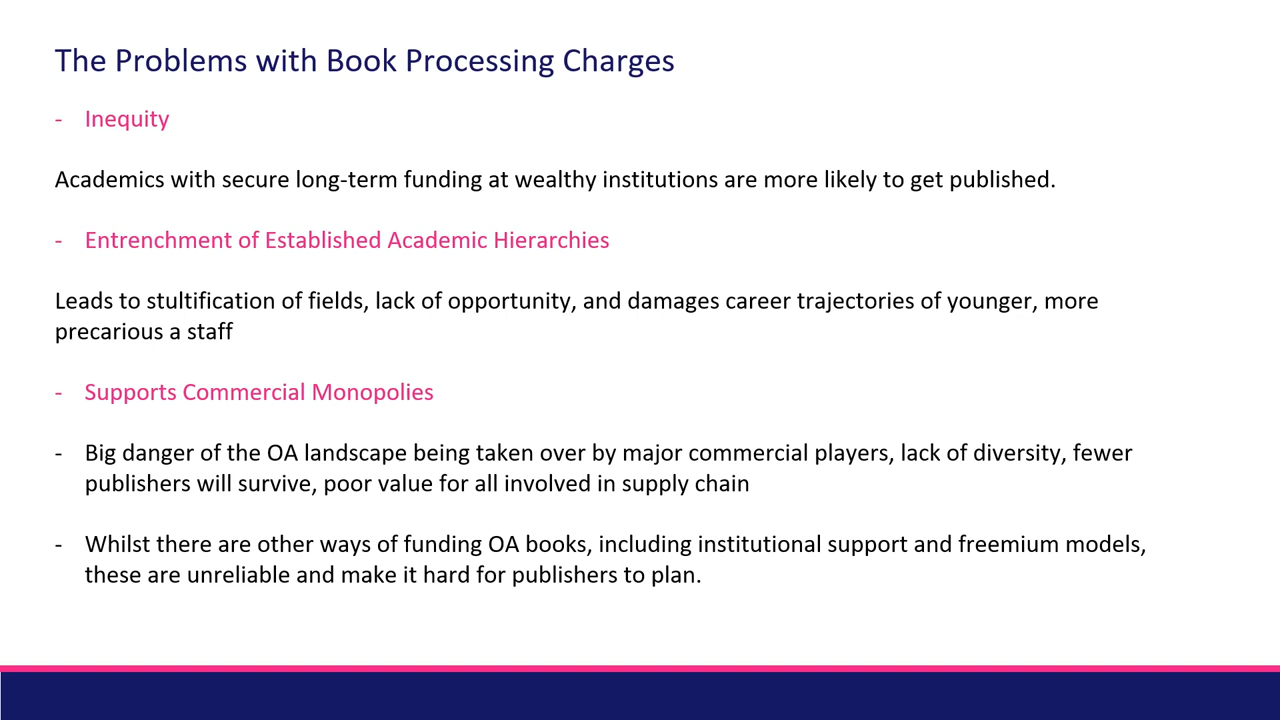 The Problems with Book Processing Charges
- Inequity
Academics with secure long-term funding at wealthy institutions are more likely to get published.
- Entrenchment of Established Academic Hierarchies
Leads to stultification of fields, lack of opportunity, and damages career trajectories of younger, more
precarious a staff
- Supports Commercial Monopolies
- Big danger of the OA landscape being taken over by major commercial players, lack of diversity, fewer
publishers will survive, poor value for all involved in supply chain
- Whilst there are other ways of funding OA books, including institutional support and freemium models,
these are unreliable and make it hard for publishers to plan.